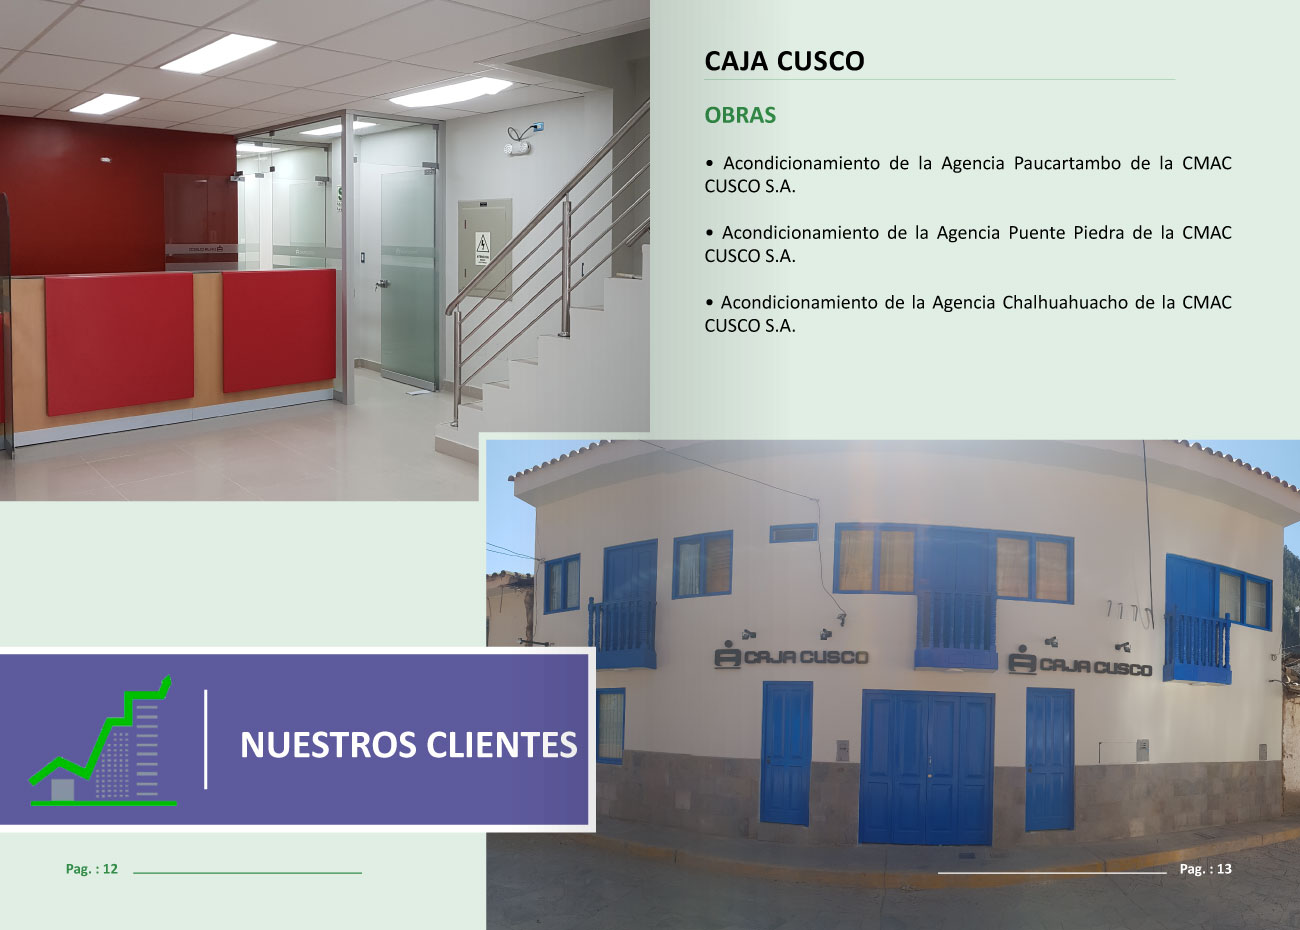 CAJA CUSCO
OBRAS
• Acondicionamiento de la Agencia Paucartambo de la CMAC
CUSCO S.A.
• Acondicionamiento de la Agencia Puente Piedra de la CMAC
CUSCO S.A.
• Acondicionamiento de la Agencia Chalhuahuacho de la CMAC
CUSCO S.A.
CAJA CUSCO
CAJA CUSCO
NUESTROS CLIENTES
Pag. : 12
Pag. : 13